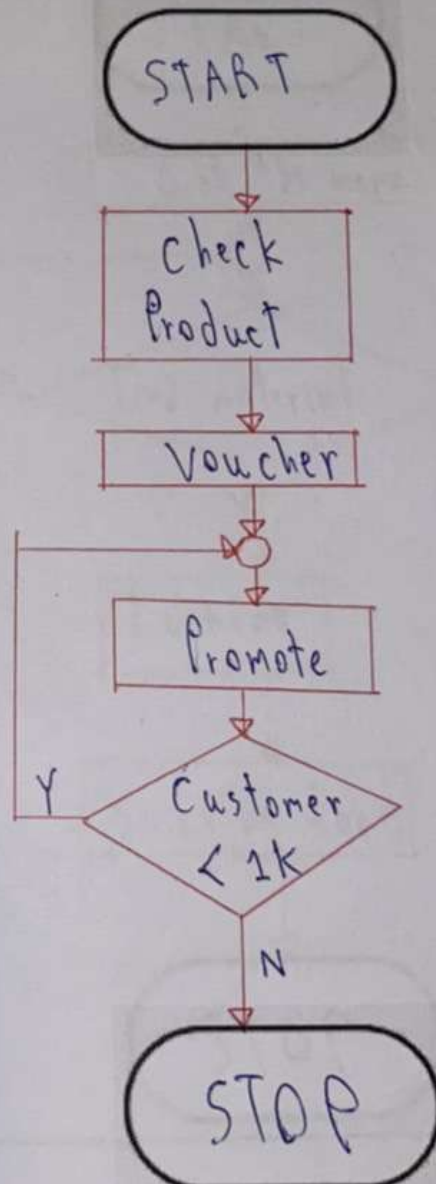 START
Check
Product
Voucher
Promote
Y
Customer
< 1K
N
STOP